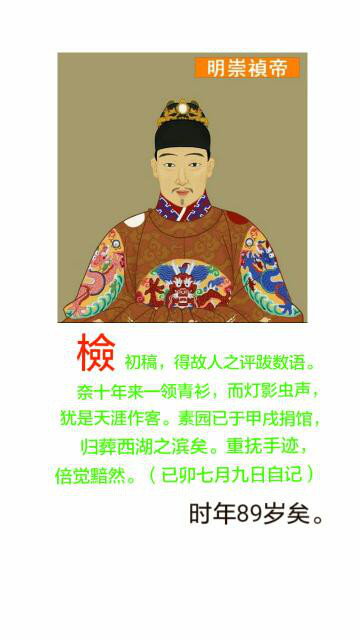 明崇禎帝
檢 初稿，得故人之评跋数语。
奈十年来一领青衫，而灯影虫声，
犹是天涯作客。素园已于甲戌捐馆，
归葬西湖之滨矣。重抚手迹，
倍觉黯然。（已卯七月九日自记）
时年89岁矣。